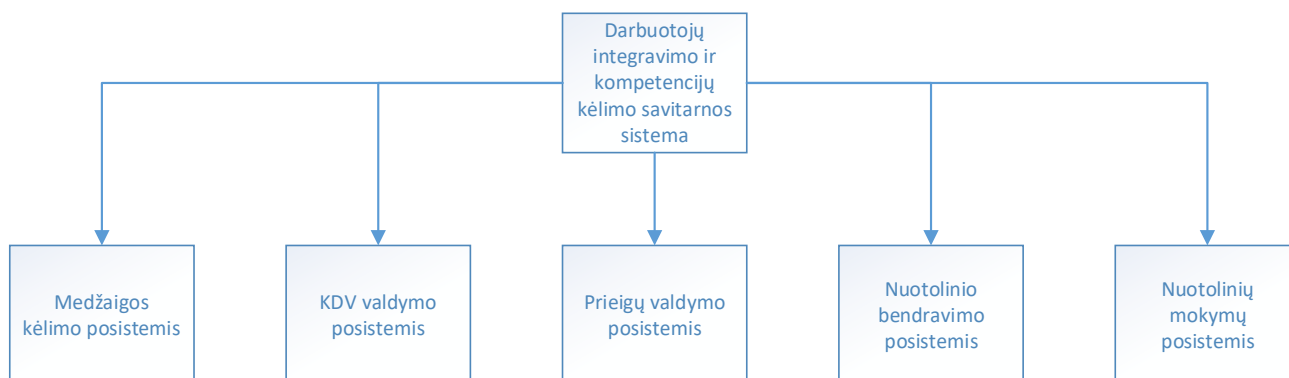 Darbuotojų
integravimo ir
kompetencijų
kėlimo savitarnos
sistema
Medžaigos
kėlimo posistemis
KDV valdymo
posistemis
Prieigų valdymo
posistemis
Nuotolinio
bendravimo
posistemis
Nuotolinių
mokymų
posistemis